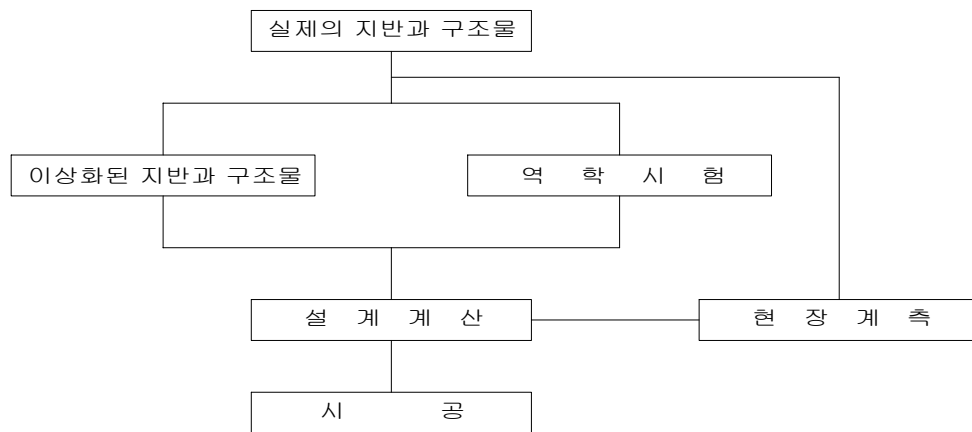 실제의 지반과 구조물
이상화된 지반과 구조물
역 학 시 험
설 계 계 산
현 장 계 측
시 공